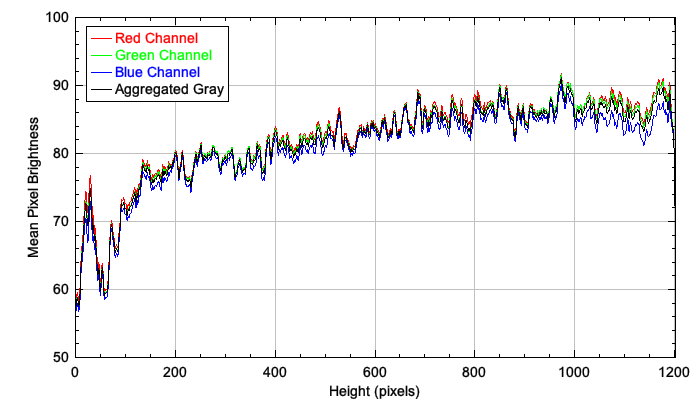 100
90
80
70
60
50
Mean Pixel Brightness
Red Channel
Green Channel
Blue Channel
Aggregated Gray
0 200 400 600 800 1000 1200
Height (pixels)